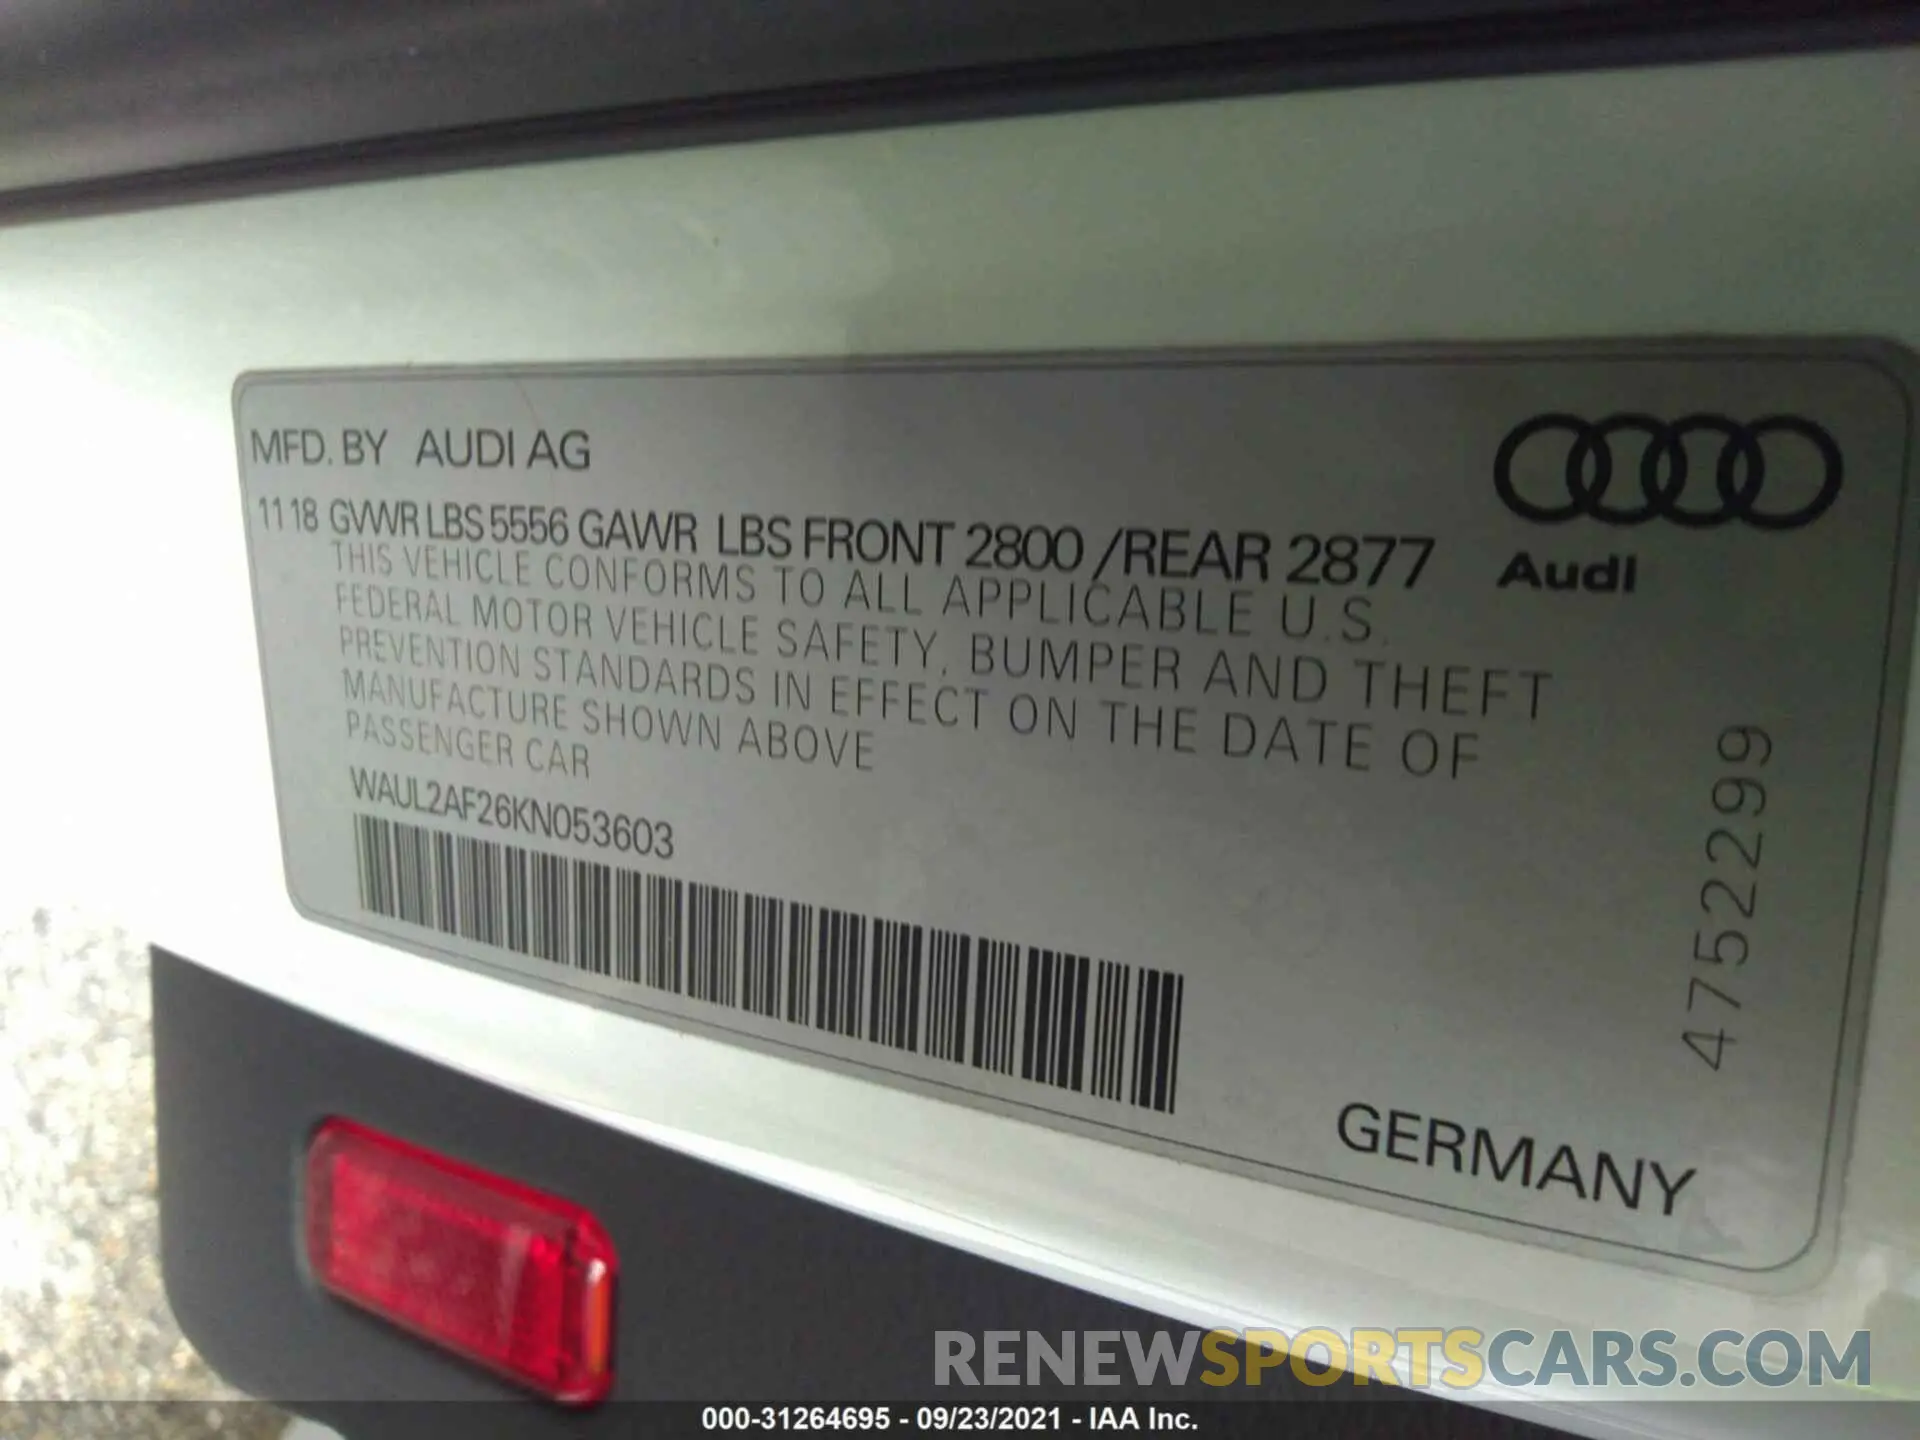 MFD. BY AUDI AG
11 18 GVWR LBS 5556 GAWR LBS FRONT 2800 /REAR 2877
THIS VEHICLE CONFORMS TO ALL APPLICABLE U.S.
FEDERAL MOTOR VEHICLE SAFETY, BUMPER AND THEFT
PREVENTION STANDARDS IN EFFECT ON THE DATE OF
MANUFACTURE SHOWN ABOVE
PASSENGER CAR
WAUL2AF26KN053603
Audi
4752299
GERMANY
RENEWSPORTSCARS.COM
000-31264695 - 09/23/2021 - IAA Inc.